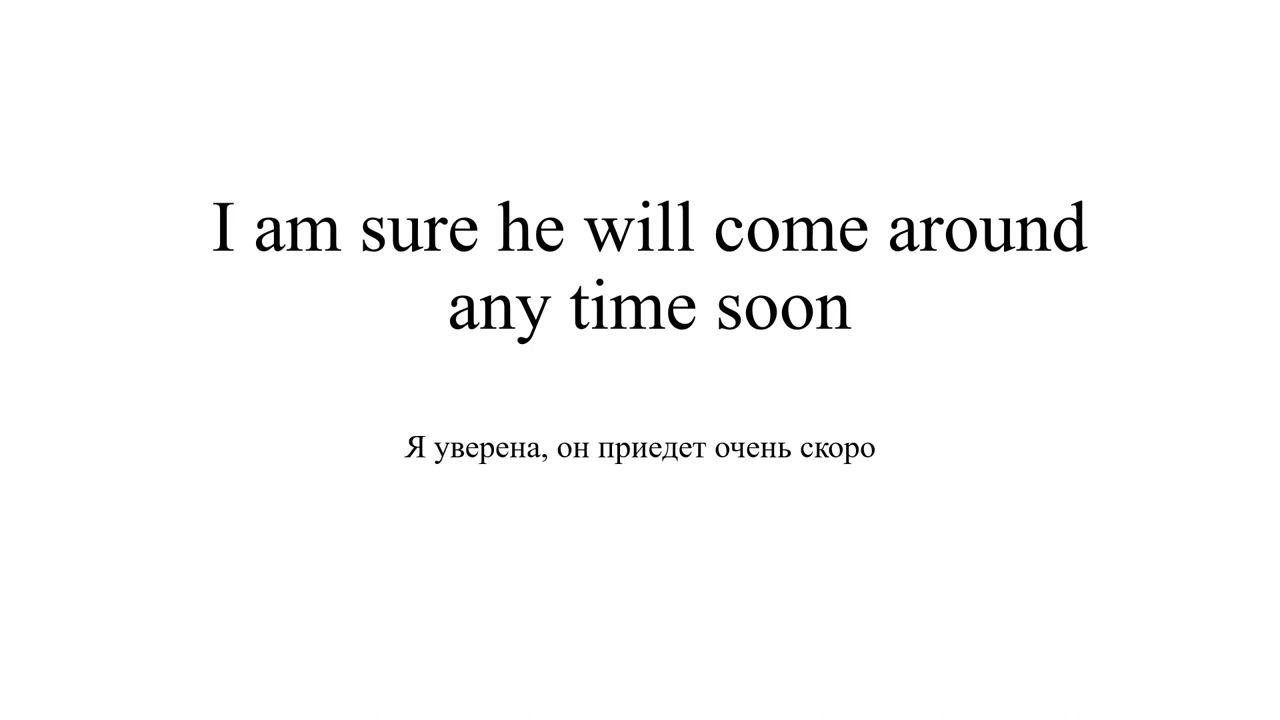 I am sure he will come around
any time soon
Я уверена, он приедет очень скоро